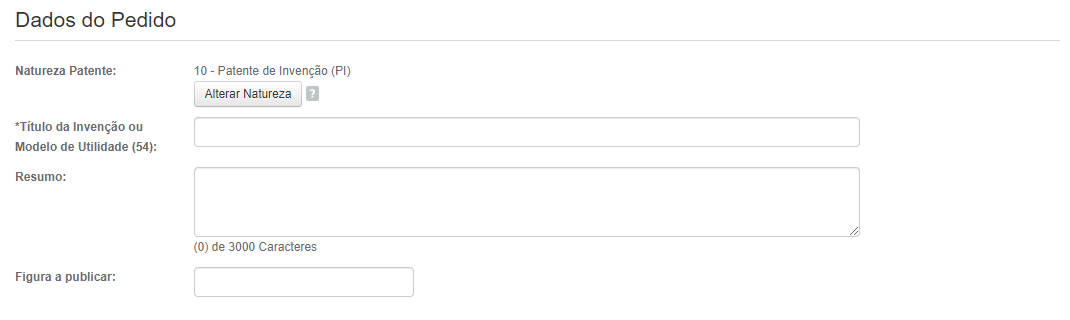 Dados do Pedido
Natureza Patente:
10 - Patente de Invenção (PI)
Alterar Natureza
?
*Título da Invenção ou
Modelo de Utilidade (54):
Resumo:
(0) de 3000 Caracteres
Figura a publicar: